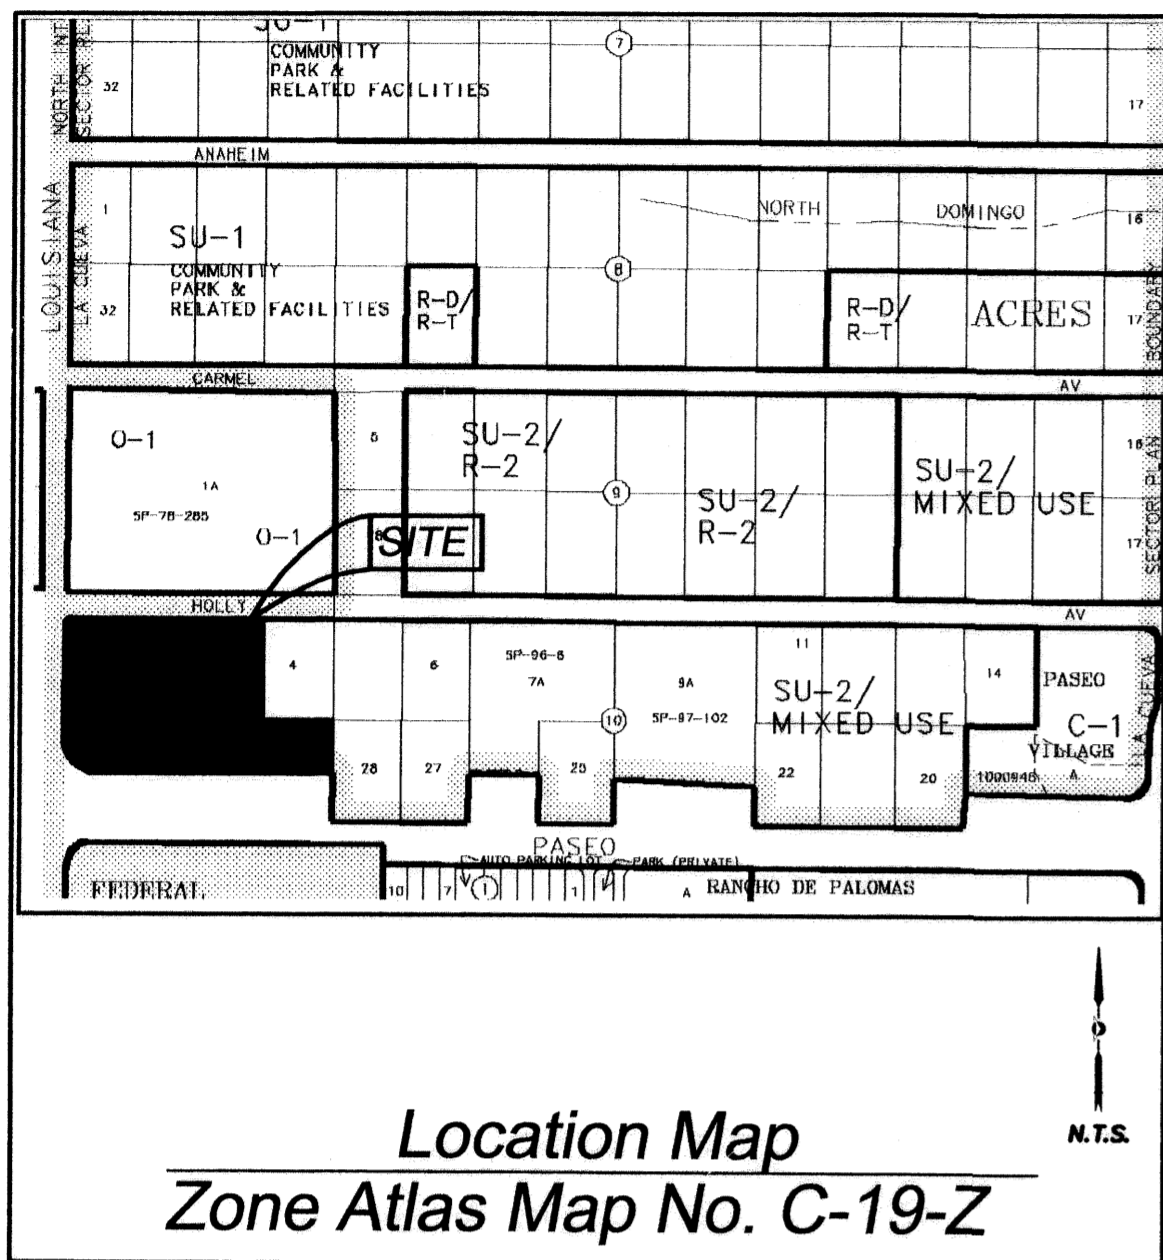 SU-1
COMMUNITY
PARK &
RELATED FACILITIES
7
32
17
NORTH
SECTOR
ANAHEIM
LOUISIANA
LA CUEVA
1
SU-1
COMMUNITY
PARK &
RELATED FACILITIES
32
R-D/
R-T
8
NORTH
DOMINGO
16
R-D/
R-T
ACRES
17
SECTOR PLAN BOUNDARY
CARMEL
AV
O-1
1A
SP-78-285
O-1
5
8
SITE
SU-2/
R-2
9
SU-2/
R-2
SU-2/
MIXED USE
16
17
HOLLY
AV
4
6
SP-96-6
7A
9A
SP-97-102
10
11
SU-2/
MIXED USE
14
PASEO
C-1
VILLAGE
LA CUEVA
28
27
25
22
20
1000946
A
PASEO
AUTO PARKING LOT
PARK (PRIVATE)
FEDERAL
10
7
1
1
A
RANCHO DE PALOMAS
N.T.S.
Location Map
Zone Atlas Map No. C-19-Z